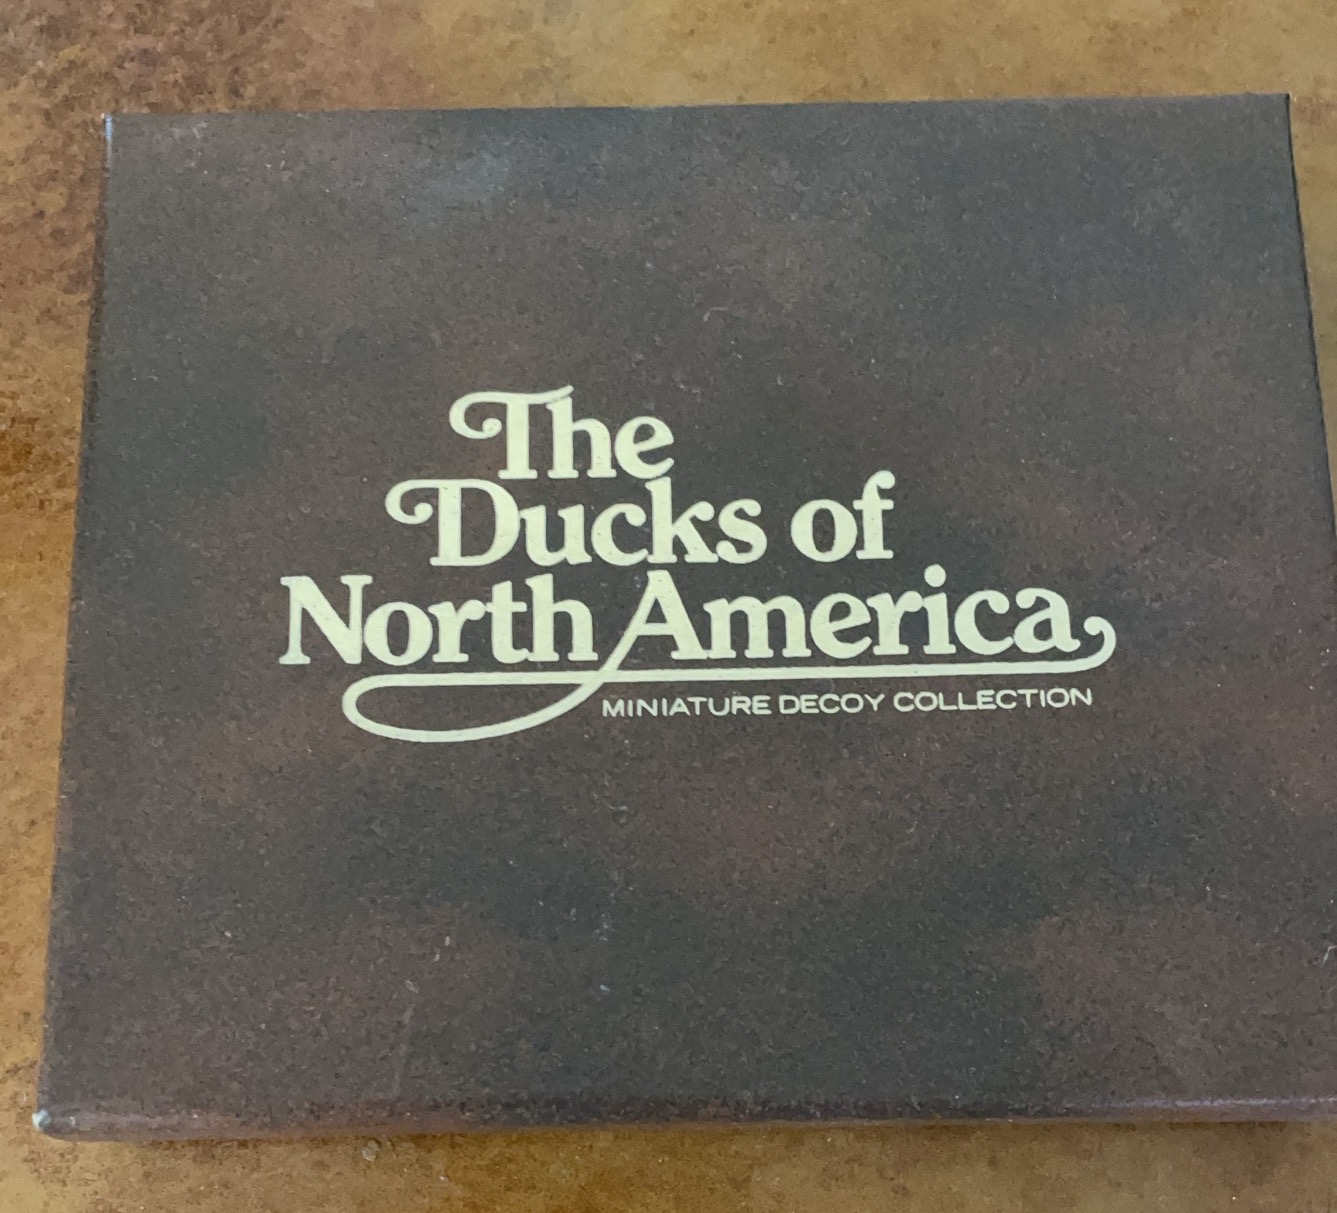 The
Ducks of
North America
MINIATURE DECOY COLLECTION